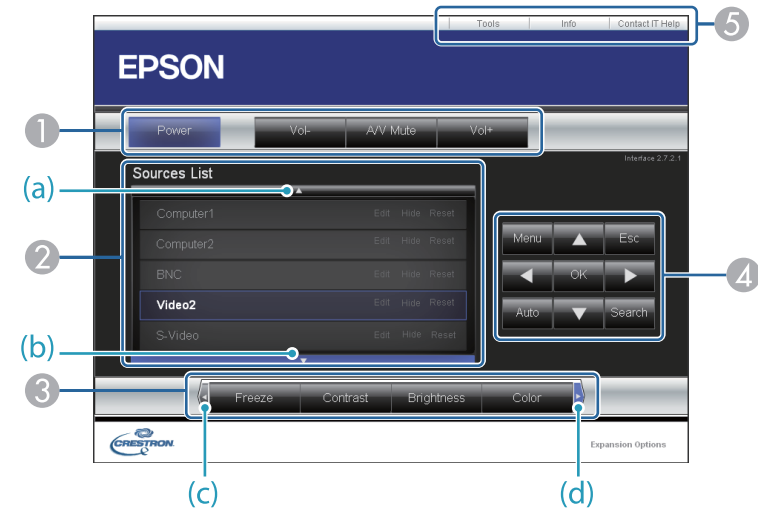 Tools Info Contact IT Help 5
EPSON
1 Power Vol- A/V Mute Vol+
Interface 2.7.2.1
Sources List
(a)
Computer1 Edit Hide Reset
Computer2 Edit Hide Reset
BNC Edit Hide Reset
Video2 Edit Hide Reset
S-Video Edit Hide Reset
2
(b)
Menu Esc
OK
Auto Search
4
3 Freeze Contrast Brightness Color
CRESTRON
Expansion Options
(c) (d)